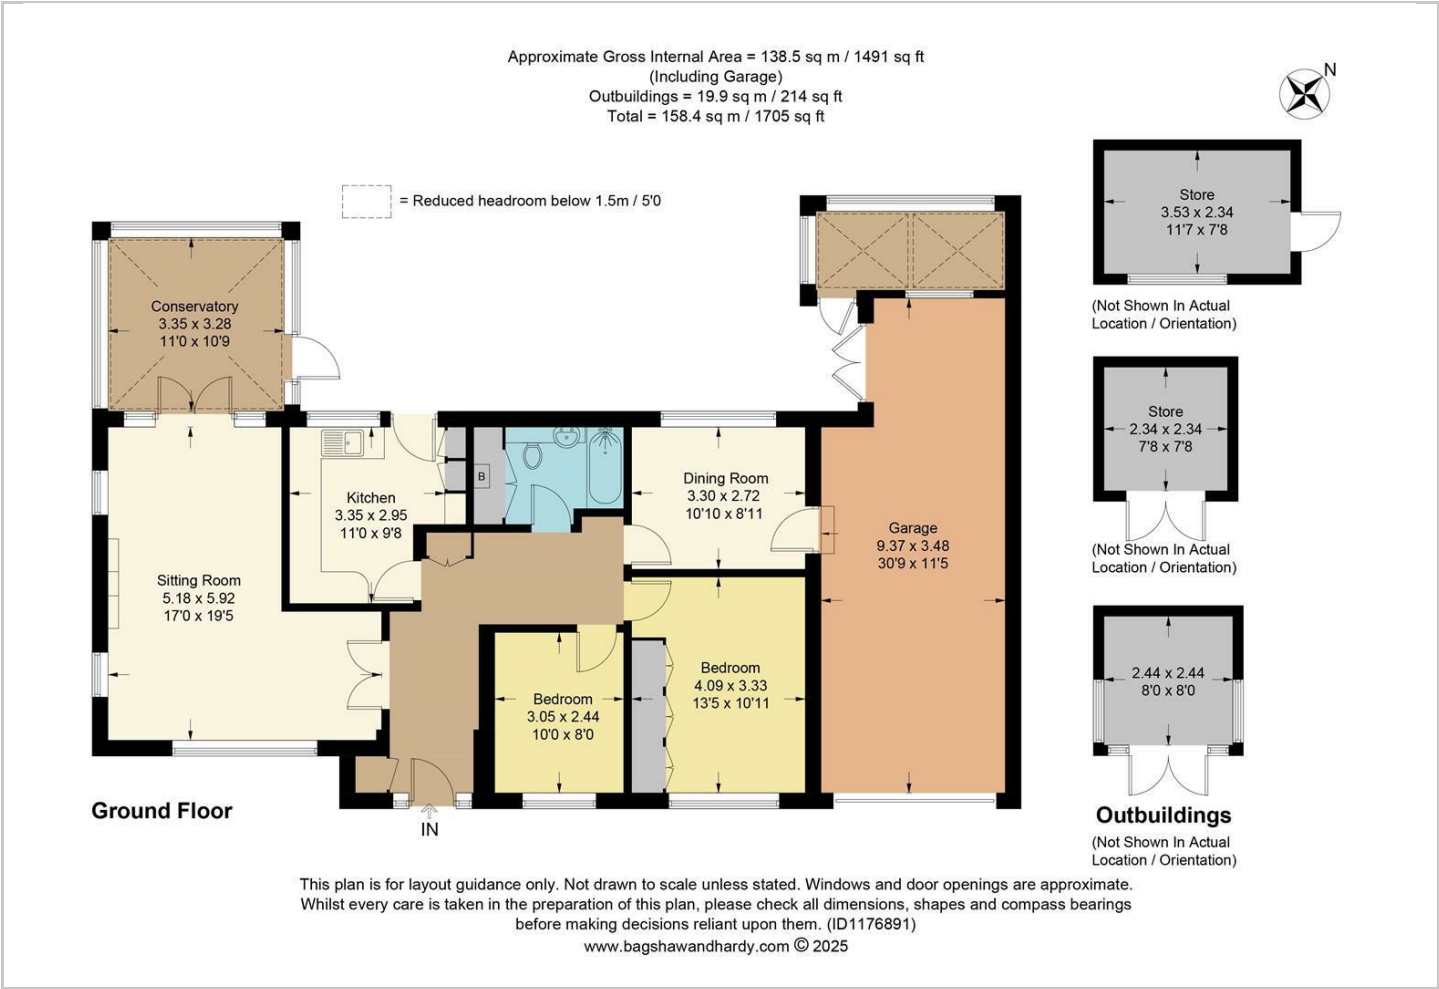 Approximate Gross Internal Area = 138.5 sq m / 1491 sq ft
(Including Garage)
Outbuildings = 19.9 sq m / 214 sq ft
Total = 158.4 sq m / 1705 sq ft
N
= Reduced headroom below 1.5m / 5'0
Conservatory
3.35 x 3.28
11'0 x 10'9
Kitchen
3.35 x 2.95
11'0 x 9'8
B
Dining Room
3.30 x 2.72
10'10 x 8'11
Garage
9.37 x 3.48
30'9 x 11'5
Sitting Room
5.18 x 5.92
17'0 x 19'5
Bedroom
3.05 x 2.44
10'0 x 8'0
Bedroom
4.09 x 3.33
13'5 x 10'11
IN
Ground Floor
Store
3.53 x 2.34
11'7 x 7'8
(Not Shown In Actual
Location / Orientation)
Store
2.34 x 2.34
7'8 x 7'8
(Not Shown In Actual
Location / Orientation)
2.44 x 2.44
8'0 x 8'0
Outbuildings
(Not Shown In Actual
Location / Orientation)
This plan is for layout guidance only. Not drawn to scale unless stated. Windows and door openings are approximate.
Whilst every care is taken in the preparation of this plan, please check all dimensions, shapes and compass bearings
before making decisions reliant upon them. (ID1176891)
www.bagshawandhardy.com © 2025